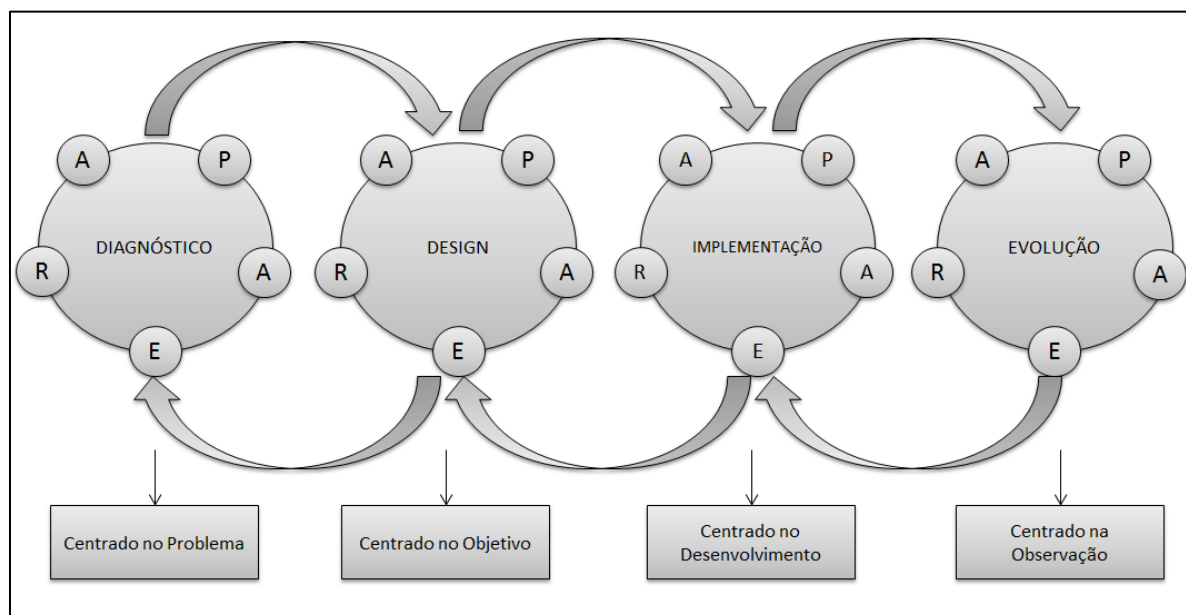 A
P
A
P
A
P
A
P
DIAGNÓSTICO
DESIGN
IMPLEMENTAÇÃO
EVOLUÇÃO
R
A
R
A
R
A
R
A
E
E
E
E
Centrado no Problema
Centrado no Objetivo
Centrado no
Desenvolvimento
Centrado na
Observação